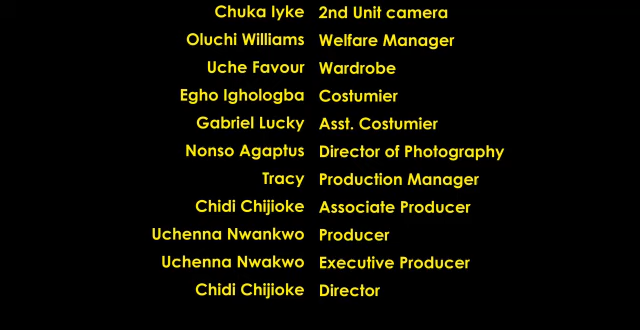 Chuka Iyke 2nd Unit camera
Oluchi Williams Welfare Manager
Uche Favour Wardrobe
Egho Ighologba Costumier
Gabriel Lucky Asst. Costumier
Nonso Agaptus Director of Photography
Tracy Production Manager
Chidi Chijioke Associate Producer
Uchenna Nwankwo Producer
Uchenna Nwakwo Executive Producer
Chidi Chijioke Director